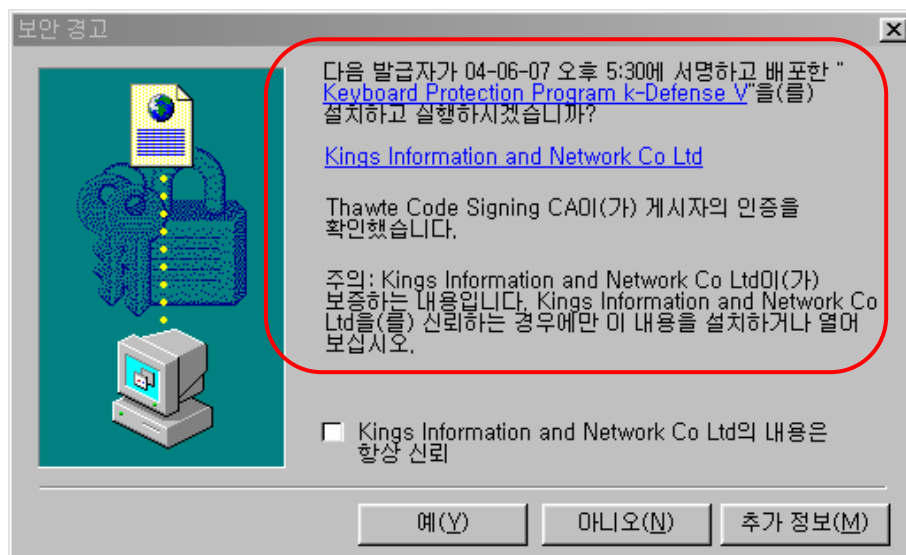 보안 경고
다음 발급자가 04-06-07 오후 5:30에 서명하고 배포한 "
Keyboard Protection Program k-Defense V"을(를)
설치하고 실행하시겠습니까?
Kings Information and Network Co Ltd
Thawte Code Signing CA이(가) 게시자의 인증을
확인했습니다.
주의: Kings Information and Network Co Ltd이(가)
보증하는 내용입니다. Kings Information and Network Co
Ltd을(를) 신뢰하는 경우에만 이 내용을 설치하거나 열어
보십시오.
Kings Information and Network Co Ltd의 내용은
항상 신뢰
예(Y)
아니오(N)
추가 정보(M)